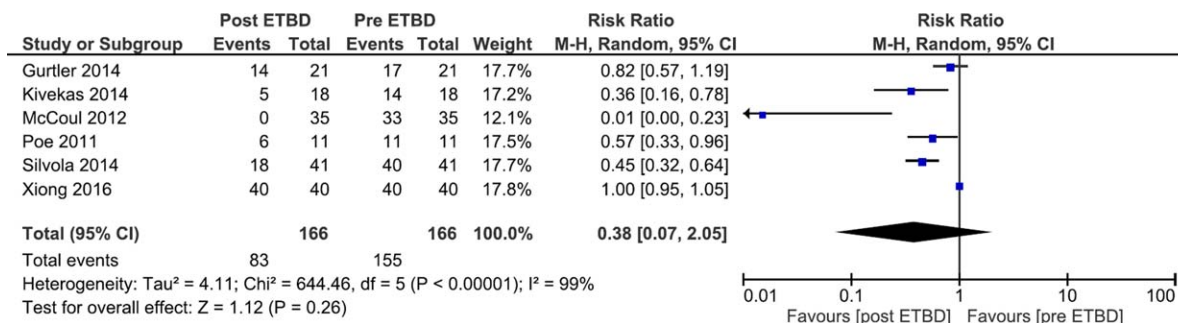 Post ETBD Pre ETBD Risk Ratio Risk Ratio
Study or Subgroup Events Total Events Total Weight M-H, Random, 95% CI M-H, Random, 95% CI
Gurtler 2014 14 21 17 21 17.7% 0.82 [0.57, 1.19]
Kivekas 2014 5 18 14 18 17.2% 0.36 [0.16, 0.78]
McCoul 2012 0 35 33 35 12.1% 0.01 [0.00, 0.23]
Poe 2011 6 11 11 11 17.5% 0.57 [0.33, 0.96]
Silvola 2014 18 41 40 41 17.7% 0.45 [0.32, 0.64]
Xiong 2016 40 40 40 40 17.8% 1.00 [0.95, 1.05]
Total (95% CI) 166 166 100.0% 0.38 [0.07, 2.05]
Total events 83 155
Heterogeneity: Tau² = 4.11; Chi² = 644.46, df = 5 (P < 0.00001); I² = 99%
Test for overall effect: Z = 1.12 (P = 0.26)
0.01 0.1 1 10 100
Favours [post ETBD] Favours [pre ETBD]